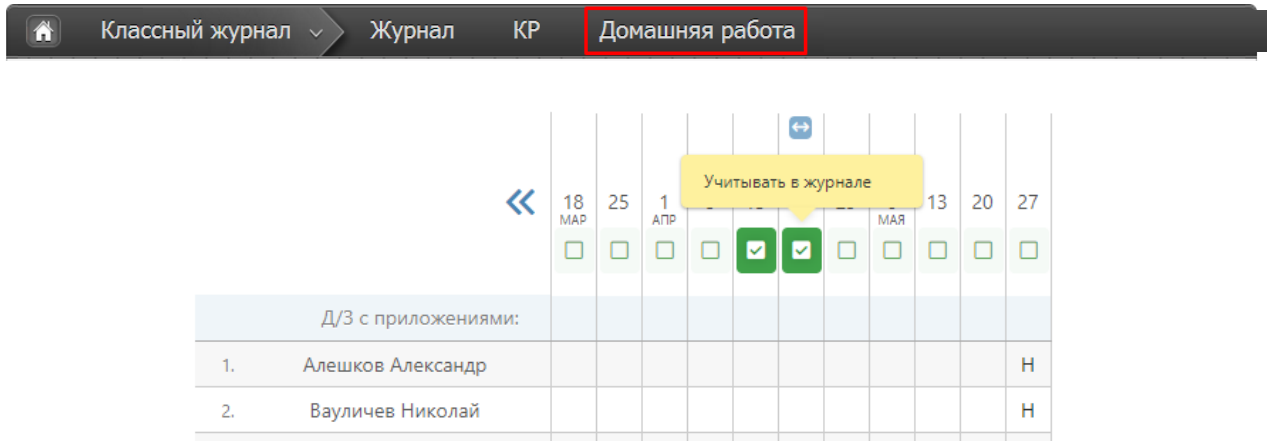 Классный журнал Журнал КР Домашняя работа
Учитывать в журнале
18 25 1 13 20 27
МАР АПР МАЯ
Д/З с приложениями:
1. Алешков Александр Н
2. Вауличев Николай Н